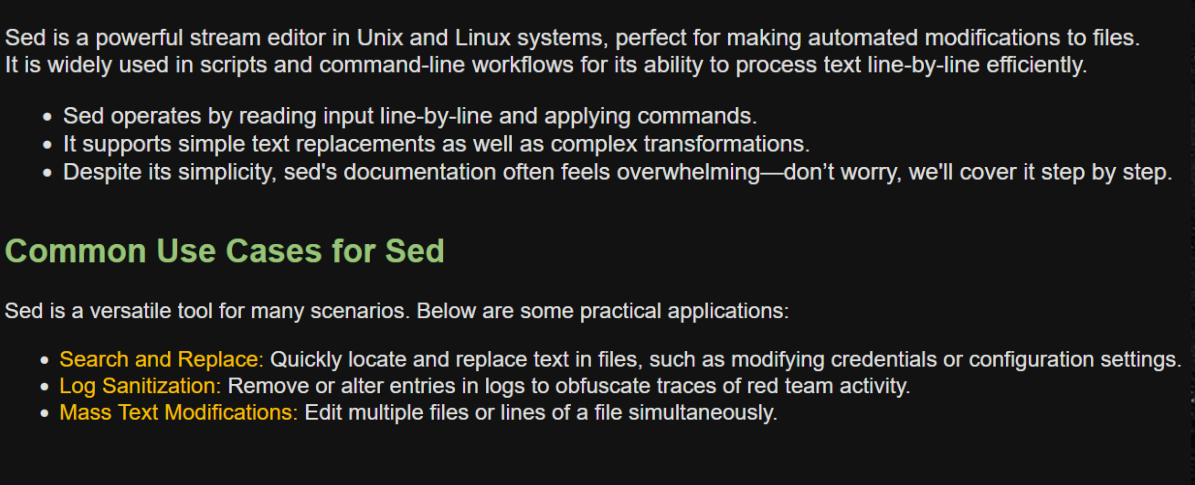 Sed is a powerful stream editor in Unix and Linux systems, perfect for making automated modifications to files.
It is widely used in scripts and command-line workflows for its ability to process text line-by-line efficiently.
• Sed operates by reading input line-by-line and applying commands.
• It supports simple text replacements as well as complex transformations.
• Despite its simplicity, sed's documentation often feels overwhelming—don’t worry, we'll cover it step by step.
Common Use Cases for Sed
Sed is a versatile tool for many scenarios. Below are some practical applications:
• Search and Replace: Quickly locate and replace text in files, such as modifying credentials or configuration settings.
• Log Sanitization: Remove or alter entries in logs to obfuscate traces of red team activity.
• Mass Text Modifications: Edit multiple files or lines of a file simultaneously.